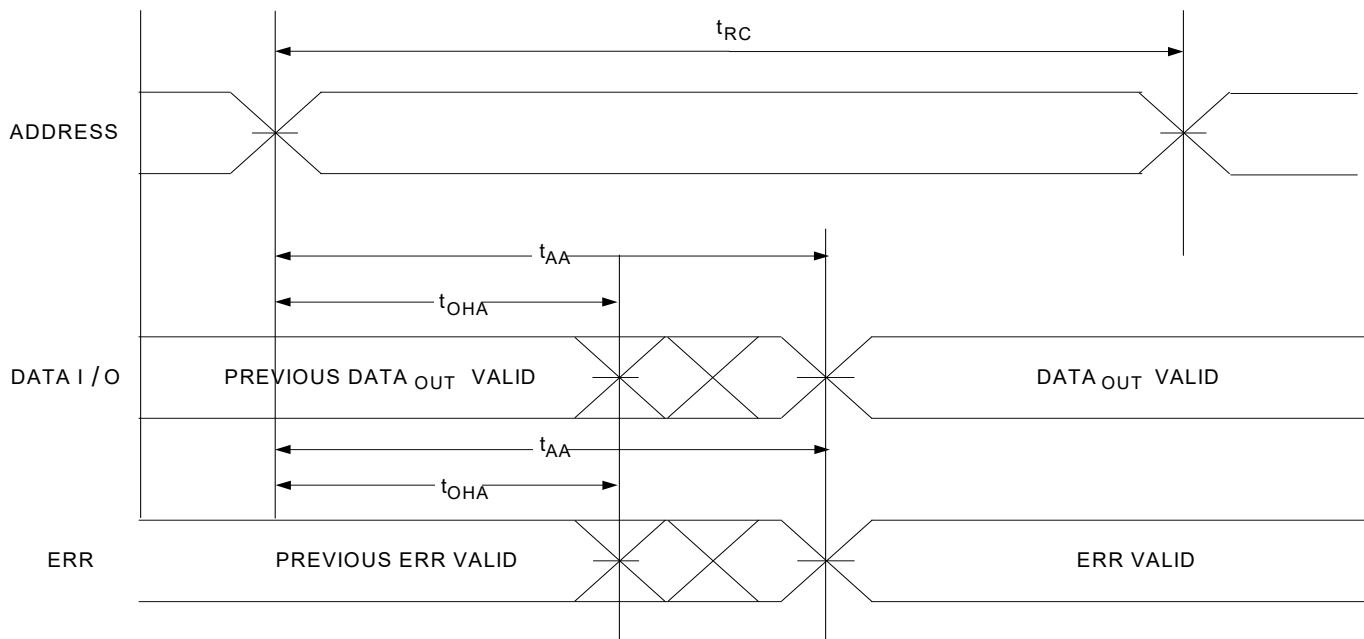 tRC
ADDRESS
tAA
tOHA
DATA I / O
PREVIOUS DATA OUT VALID
DATA OUT VALID
tAA
tOHA
ERR
PREVIOUS ERR VALID
ERR VALID